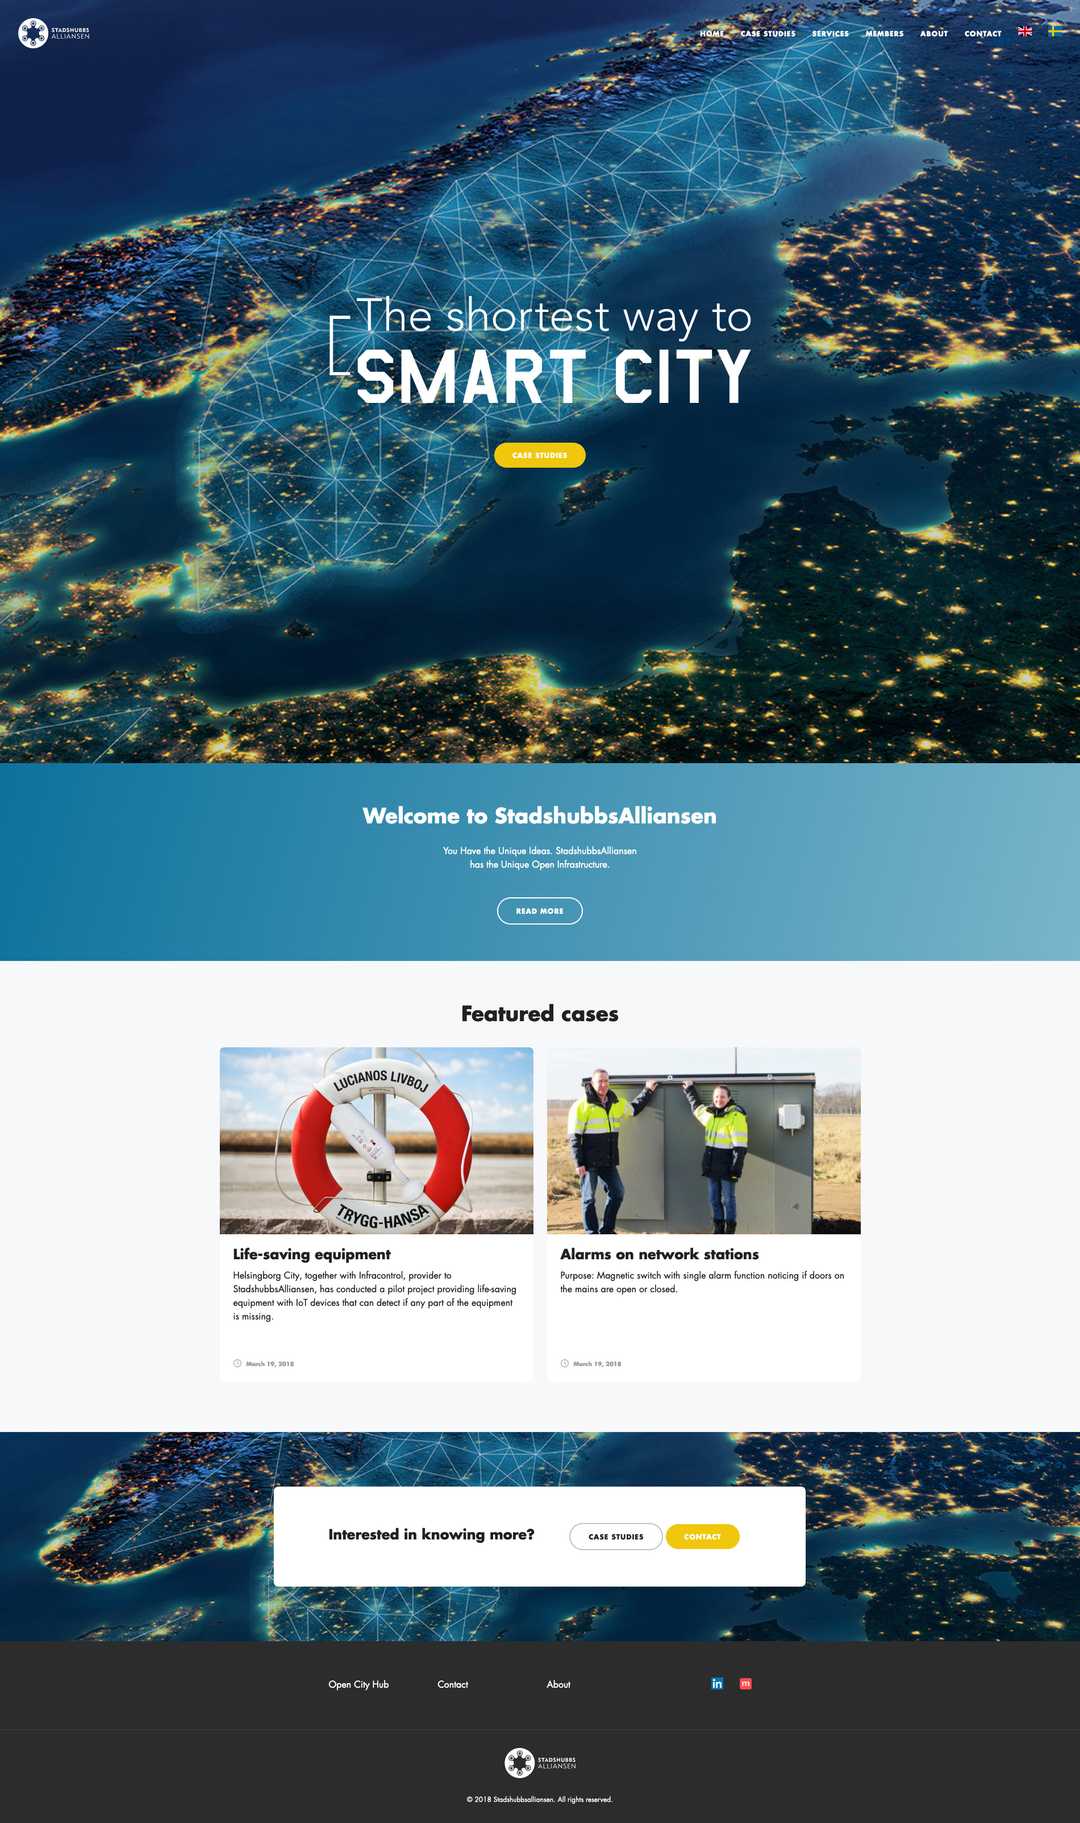 STADSHUBBS
ALLIANSEN
HOME
CASE STUDIES
SERVICES
MEMBERS
ABOUT
CONTACT
The shortest way to
SMART CITY
CASE STUDIES
Welcome to StadshubbsAlliansen
You Have the Unique Ideas. StadshubbsAlliansen
has the Unique Open Infrastructure.
READ MORE
Featured cases
LUCIANOS LIVBOJ
TRYGG-HANSA
Life-saving equipment
Helsingborg City, together with Infracontrol, provider to
StadshubbsAlliansen, has conducted a pilot project providing life-saving
equipment with IoT devices that can detect if any part of the equipment
is missing.
March 19, 2018
Alarms on network stations
Purpose: Magnetic switch with single alarm function noticing if doors on
the mains are open or closed.
March 19, 2018
Interested in knowing more?
CASE STUDIES
CONTACT
Open City Hub
Contact
About
in
m
STADSHUBBS
ALLIANSEN
© 2018 Stadshubbsalliansen. All rights reserved.